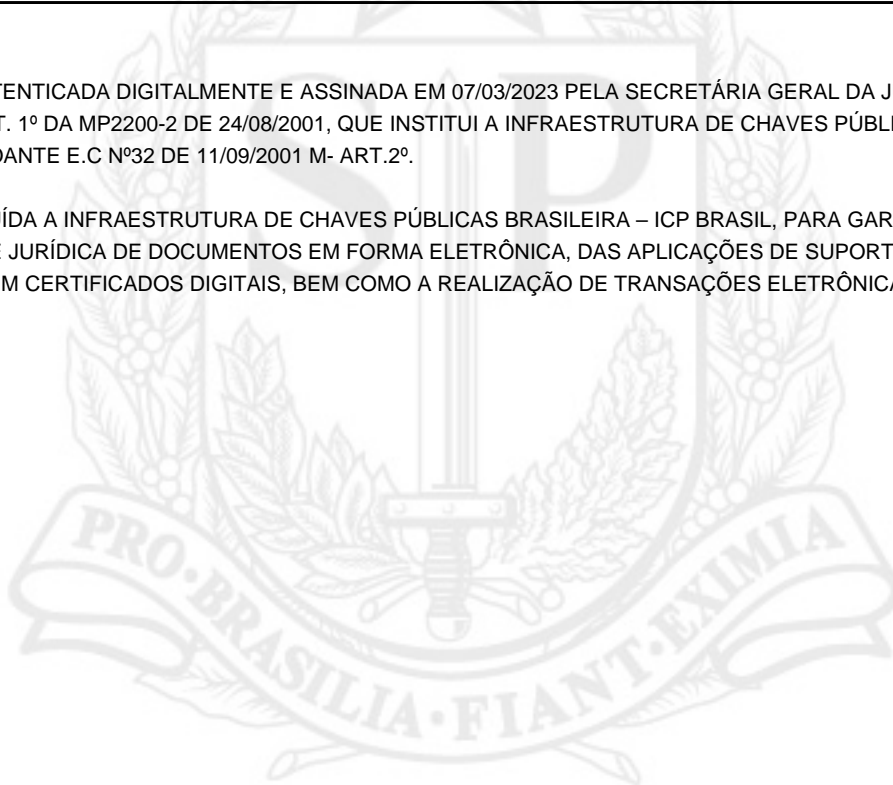 TENTICADA DIGITALMENTE E ASSINADA EM 07/03/2023 PELA SECRETÁRIA GERAL DA J
T. 1º DA MP2200-2 DE 24/08/2001, QUE INSTITUI A INFRAESTRUTURA DE CHAVES PÚBL
DANTE E.C Nº32 DE 11/09/2001 M- ART.2º.
UÍDA A INFRAESTRUTURA DE CHAVES PÚBLICAS BRASILEIRA – ICP BRASIL, PARA GAR
E JURÍDICA DE DOCUMENTOS EM FORMA ELETRÔNICA, DAS APLICAÇÕES DE SUPORT
M CERTIFICADOS DIGITAIS, BEM COMO A REALIZAÇÃO DE TRANSAÇÕES ELETRÔNICA
SP
PRO·BRASILIA·FIANT·EXIMIA